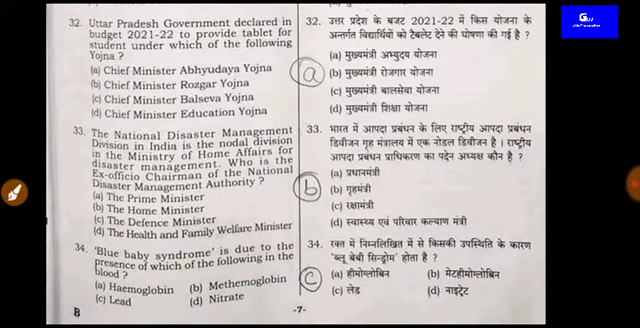 32. Uttar Pradesh Government declared in
budget 2021-22 to provide tablet for
student under which of the following
Yojna ?
(a) Chief Minister Abhyudaya Yojna
(b) Chief Minister Rozgar Yojna
(c) Chief Minister Balseva Yojna
(d) Chief Minister Education Yojna
33. The National Disaster Management
Division in India is the nodal division
in the Ministry of Home Affairs for
disaster management. Who is the
Ex-officio Chairman of the National
Disaster Management Authority ?
(a) The Prime Minister
(b) The Home Minister
(c) The Defence Minister
(d) The Health and Family Welfare Minister
34. 'Blue baby syndrome' is due to the
presence of which of the following in the
blood ?
(a) Haemoglobin (b) Methemoglobin
(c) Lead (d) Nitrate
B
-7-
a
b
c
32. उत्तर प्रदेश के बजट 2021-22 में किस योजना के
अन्तर्गत विद्यार्थियों को टैबलेट देने की घोषणा की गई है ?
(a) मुख्यमंत्री अभ्युदय योजना
(b) मुख्यमंत्री रोजगार योजना
(c) मुख्यमंत्री बालसेवा योजना
(d) मुख्यमंत्री शिक्षा योजना
33. भारत में आपदा प्रबंधन के लिए राष्ट्रीय आपदा प्रबंधन
डिवीजन गृह मंत्रालय में एक नोडल डिवीजन है । राष्ट्रीय
आपदा प्रबंधन प्राधिकरण का पदेन अध्यक्ष कौन है ?
(a) प्रधानमंत्री
(b) गृहमंत्री
(c) रक्षामंत्री
(d) स्वास्थ्य एवं परिवार कल्याण मंत्री
34. रक्त में निम्नलिखित में से किसकी उपस्थिति के कारण
'ब्लू बेबी सिन्ड्रोम' होता है ?
(a) हीमोग्लोबिन (b) मेटहीमोग्लोबिन
(c) लेड (d) नाइट्रेट